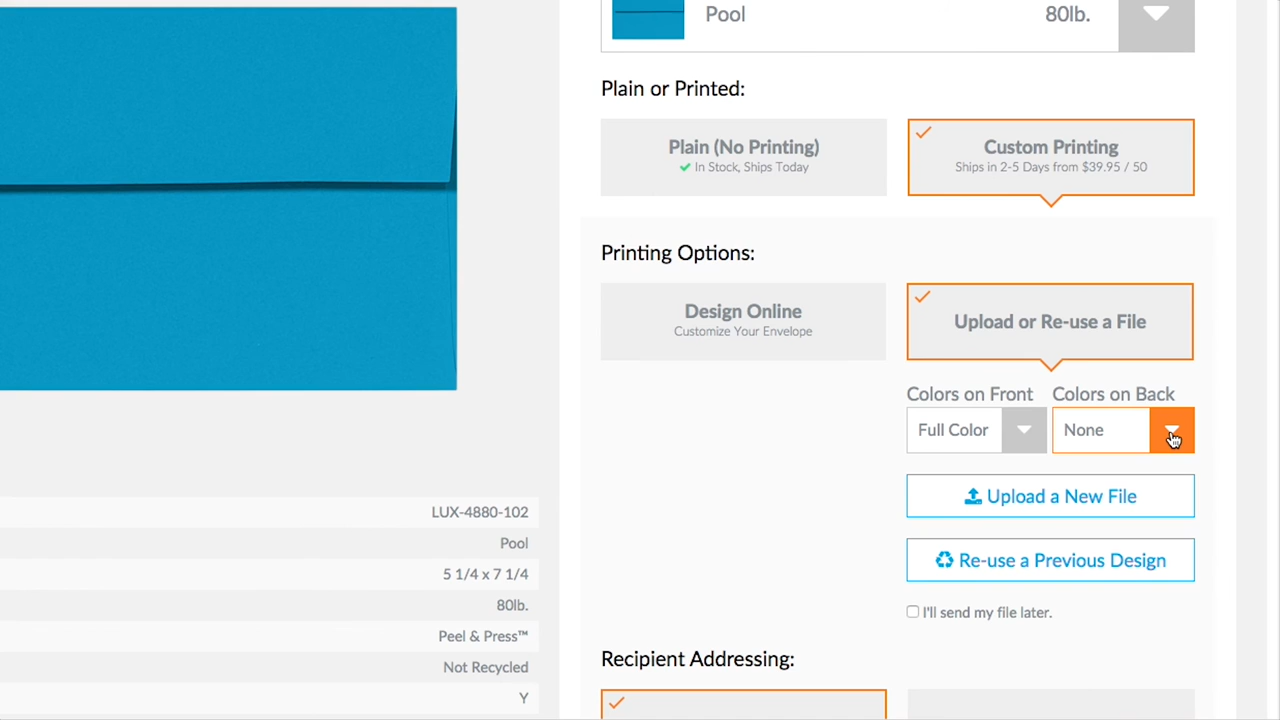 Pool 80lb.
Plain or Printed:
Plain (No Printing)
In Stock, Ships Today
Custom Printing
Ships in 2-5 Days from $39.95 / 50
Printing Options:
Design Online
Customize Your Envelope
Upload or Re-use a File
Colors on Front
Colors on Back
Full Color
None
Upload a New File
Re-use a Previous Design
I'll send my file later.
Recipient Addressing:
LUX-4880-102
Pool
5 1/4 x 7 1/4
80lb.
Peel & Press™
Not Recycled
Y